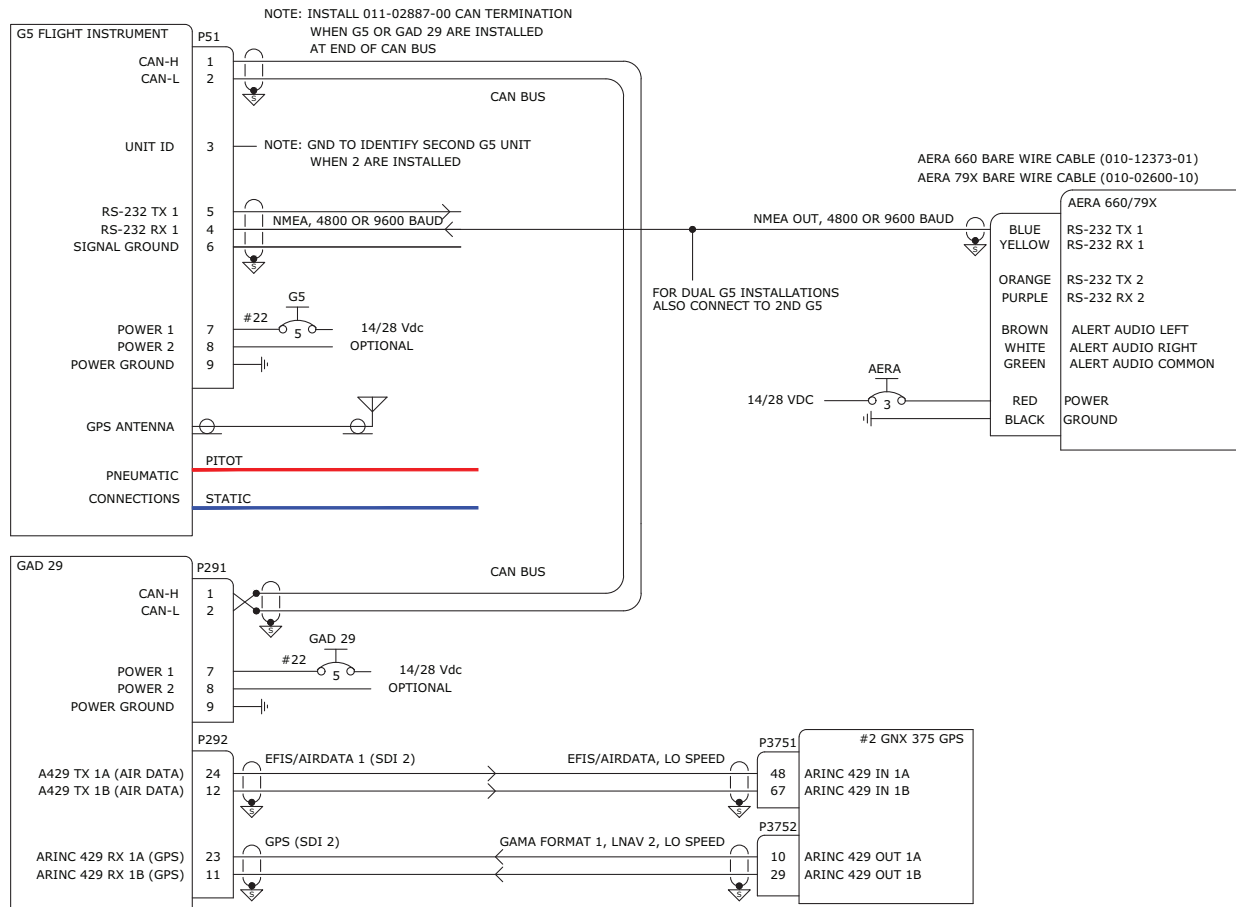 NOTE: INSTALL 011-02887-00 CAN TERMINATION
WHEN G5 OR GAD 29 ARE INSTALLED
AT END OF CAN BUS
G5 FLIGHT INSTRUMENT
P51
CAN-H 1
CAN-L 2
S
CAN BUS
UNIT ID 3 NOTE: GND TO IDENTIFY SECOND G5 UNIT
WHEN 2 ARE INSTALLED
RS-232 TX 1 5
RS-232 RX 1 4 NMEA, 4800 OR 9600 BAUD
SIGNAL GROUND 6
S
G5
POWER 1 7 #22 5 14/28 Vdc
POWER 2 8 OPTIONAL
POWER GROUND 9
GPS ANTENNA
PNEUMATIC
CONNECTIONS
PITOT
STATIC
AERA 660 BARE WIRE CABLE (010-12373-01)
AERA 79X BARE WIRE CABLE (010-02600-10)
AERA 660/79X
NMEA OUT, 4800 OR 9600 BAUD
S
BLUE RS-232 TX 1
YELLOW RS-232 RX 1
ORANGE RS-232 TX 2
PURPLE RS-232 RX 2
BROWN ALERT AUDIO LEFT
WHITE ALERT AUDIO RIGHT
GREEN ALERT AUDIO COMMON
RED POWER
BLACK GROUND
FOR DUAL G5 INSTALLATIONS
ALSO CONNECT TO 2ND G5
AERA
14/28 VDC 3
GAD 29
P291
CAN-H 1
CAN-L 2
S
CAN BUS
GAD 29
POWER 1 7 #22 5 14/28 Vdc
POWER 2 8 OPTIONAL
POWER GROUND 9
P292
EFIS/AIRDATA 1 (SDI 2)
A429 TX 1A (AIR DATA) 24
A429 TX 1B (AIR DATA) 12
S
GPS (SDI 2)
ARINC 429 RX 1A (GPS) 23
ARINC 429 RX 1B (GPS) 11
S
#2 GNX 375 GPS
P3751
EFIS/AIRDATA, LO SPEED
48 ARINC 429 IN 1A
67 ARINC 429 IN 1B
S
P3752
GAMA FORMAT 1, LNAV 2, LO SPEED
10 ARINC 429 OUT 1A
29 ARINC 429 OUT 1B
S